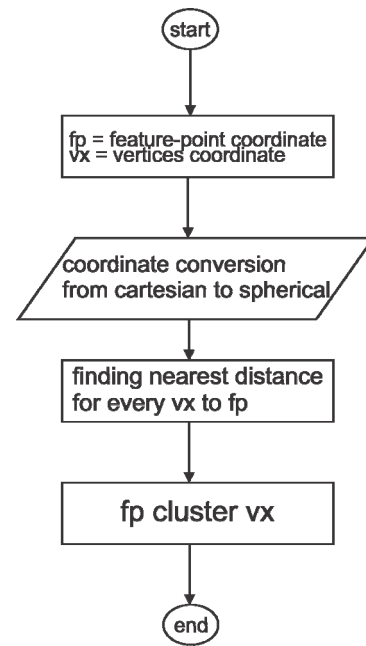 start
fp = feature-point coordinate
vx = vertices coordinate
coordinate conversion
from cartesian to spherical
finding nearest distance
for every vx to fp
fp cluster vx
end